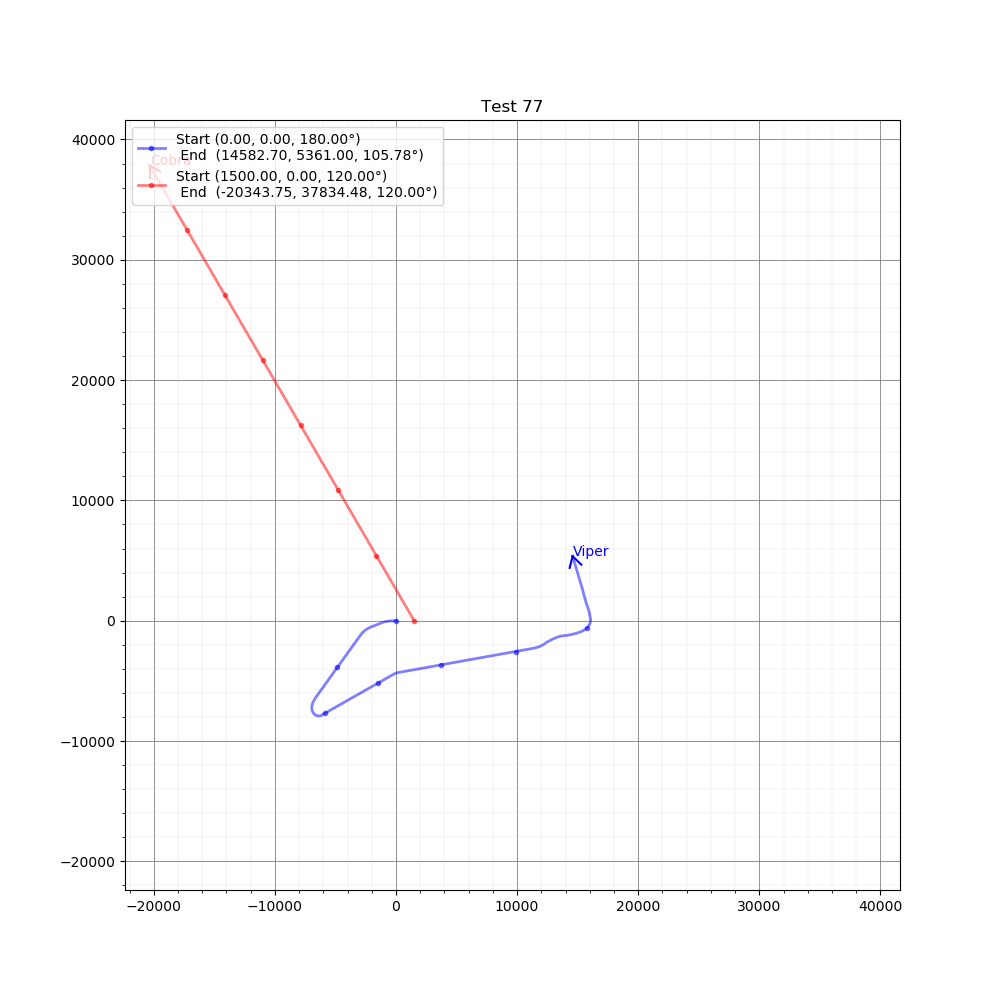 Test 77
Start (0.00, 0.00, 180.00°)
End (14582.70, 5361.00, 105.78°)
Cobra
Start (1500.00, 0.00, 120.00°)
End (-20343.75, 37834.48, 120.00°)
Viper
40000
30000
20000
10000
0
−10000
−20000
−20000 −10000 0 10000 20000 30000 40000